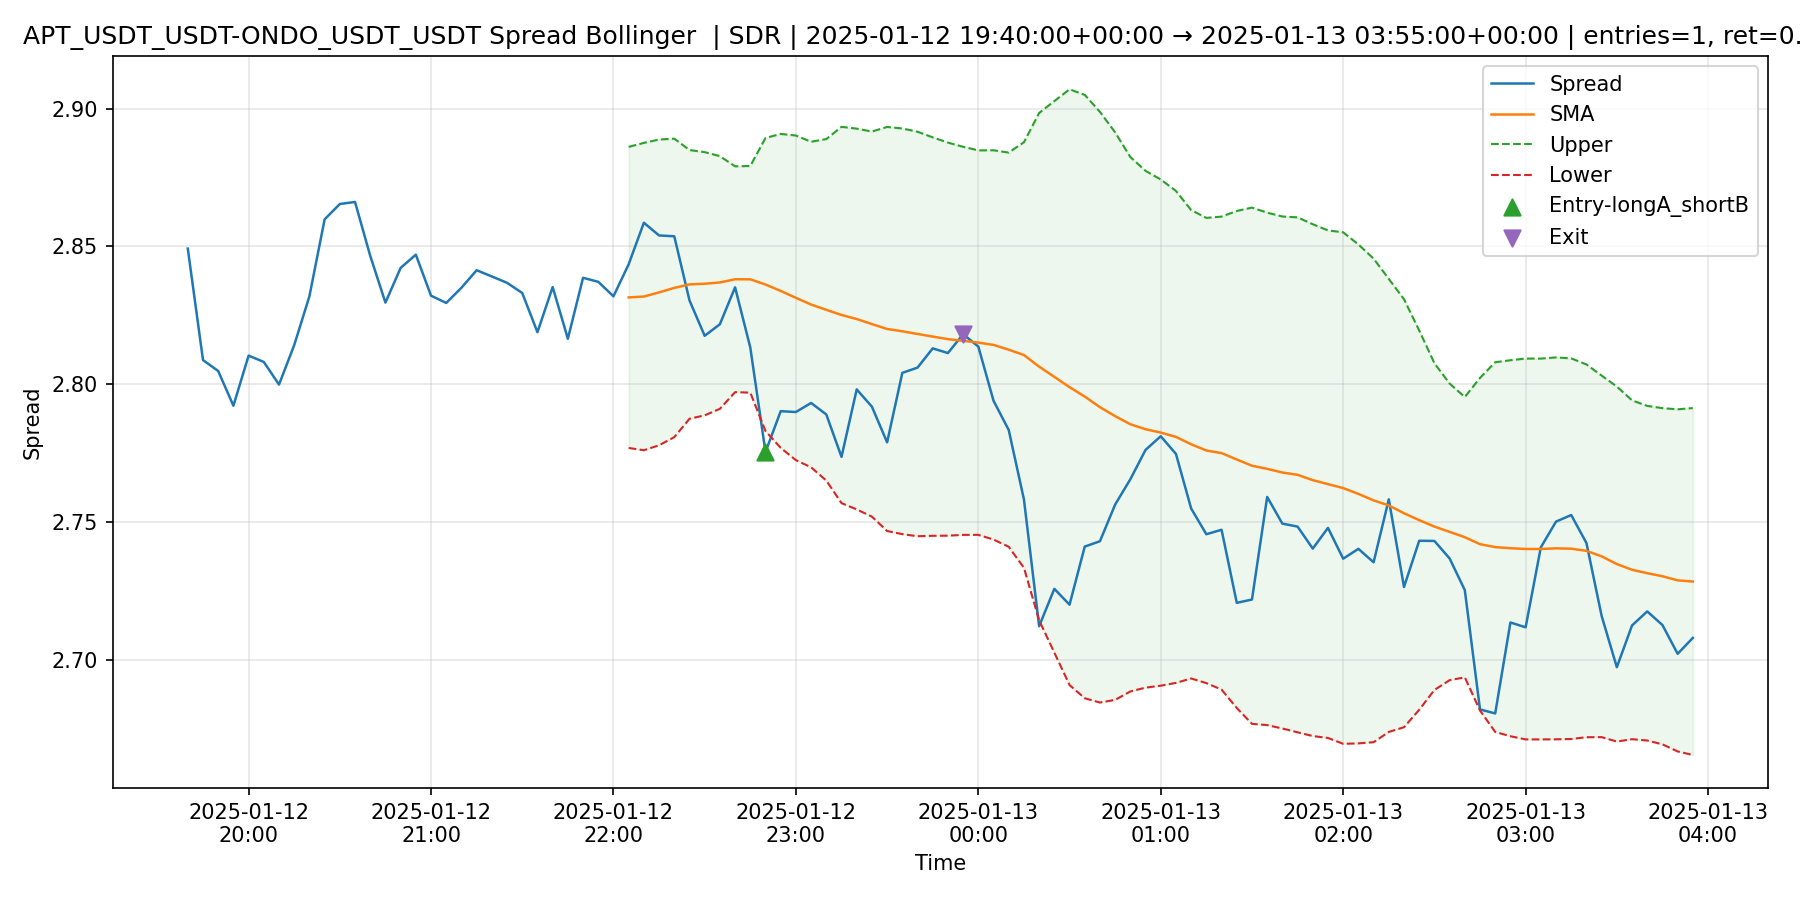 APT_USDT_USDT-ONDO_USDT_USDT Spread Bollinger  | SDR | 2025-01-12 19:40:00+00:00 → 2025-01-13 03:55:00+00:00 | entries=1, ret=0.
Spread
SMA
Upper
Lower
Entry-longA_shortB
Exit
2.90
2.85
2.80
2.75
2.70
Spread
2025-01-12
20:00
2025-01-12
21:00
2025-01-12
22:00
2025-01-12
23:00
2025-01-13
00:00
2025-01-13
01:00
2025-01-13
02:00
2025-01-13
03:00
2025-01-13
04:00
Time